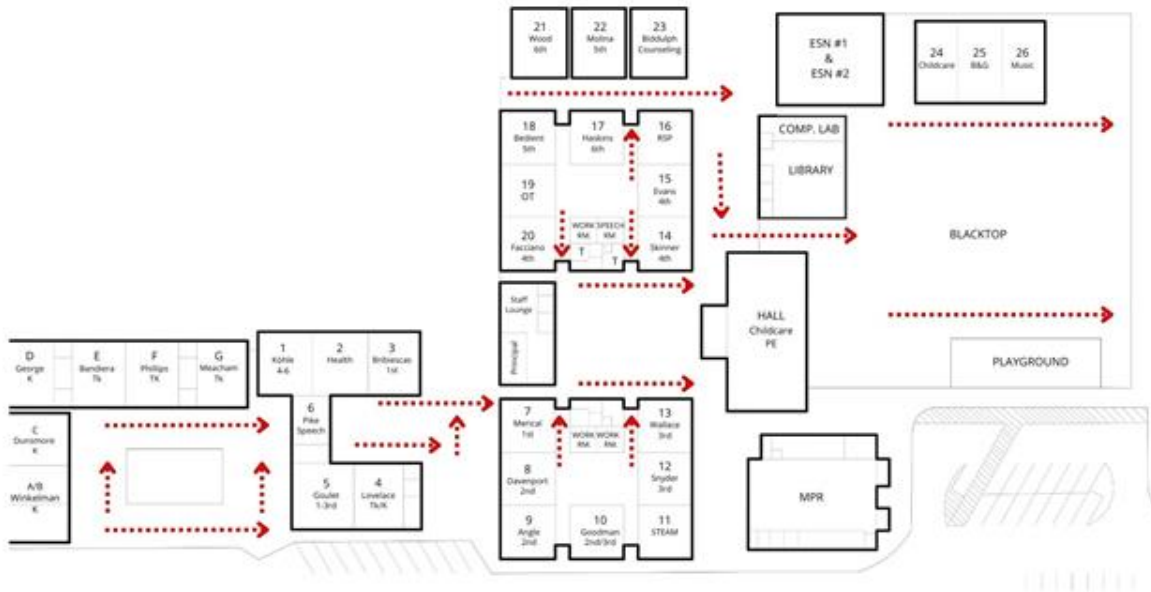 21
Wood
6th
22
Molina
5th
23
Biddulph
Counseling
ESN #1
&
ESN #2
24
Childcare
25
B&G
26
Music
18
Bedient
5th
17
Haskins
6th
16
RSP
COMP. LAB
LIBRARY
19
OT
15
Evans
4th
20
Facciano
4th
WORK
RM.
SPEECH
RM.
T
T
14
Skinner
4th
BLACKTOP
Staff
Lounge
Principal
HALL
Childcare
PE
PLAYGROUND
D
George
K
E
Bandiera
Tk
F
Phillips
TK
G
Meacham
Tk
1
Kohle
4-6
2
Health
3
Bribiescas
1st
C
Dunsmore
K
6
Pike
Speech
A/B
Winkelman
K
5
Goulet
1-3rd
4
Lovelace
Tk/K
7
Merical
1st
WORK
RM.
WORK
RM.
13
Wallace
3rd
8
Davenport
2nd
12
Snyder
3rd
9
Angle
2nd
10
Goodman
2nd/3rd
11
STEAM
MPR